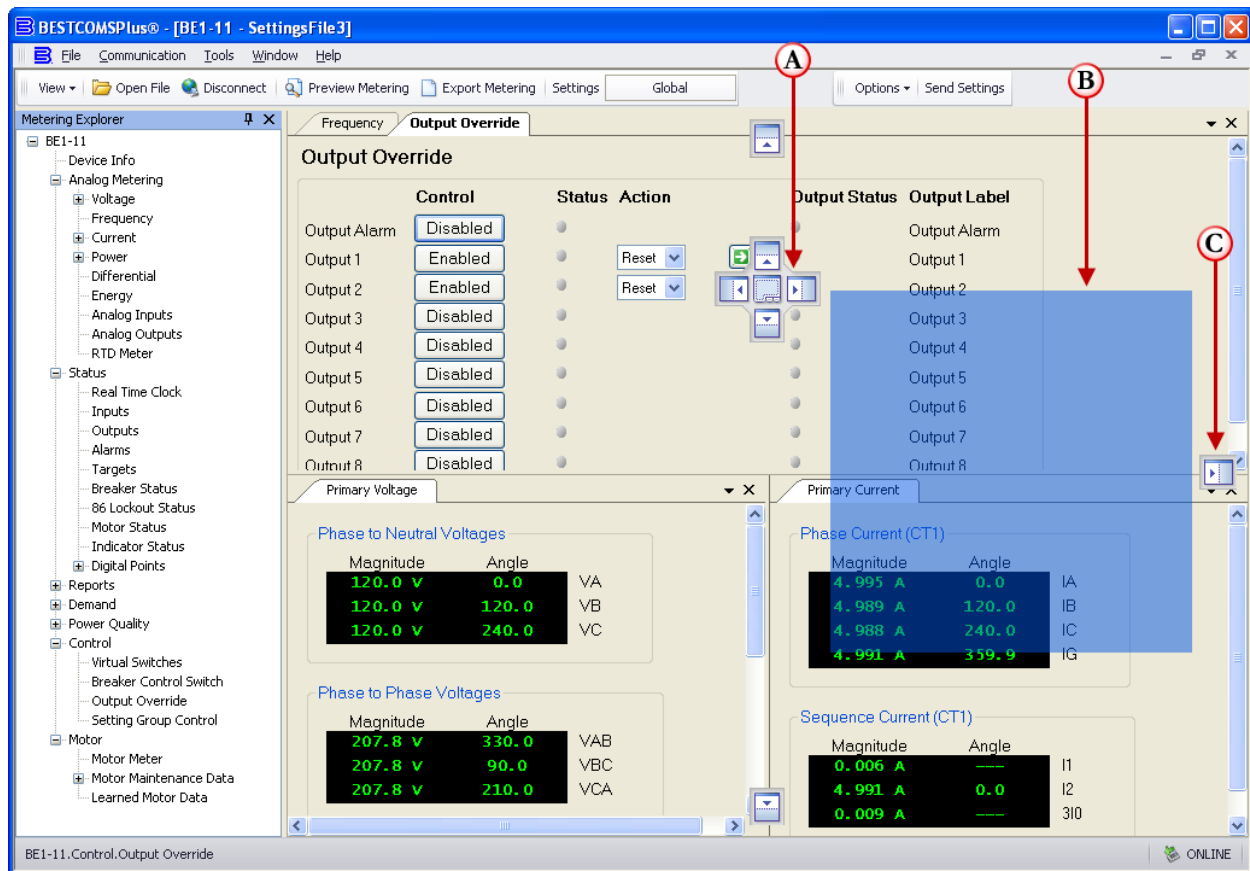 BESTCOMSPlus® - [BE1-11 - SettingsFile3]
File Communication Tools Window Help
View Open File Disconnect Preview Metering Export Metering Settings Global Options Send Settings
A
B
C
Metering Explorer
BE1-11
Device Info
Analog Metering
Voltage
Frequency
Current
Power
Differential
Energy
Analog Inputs
Analog Outputs
RTD Meter
Status
Real Time Clock
Inputs
Outputs
Alarms
Targets
Breaker Status
86 Lockout Status
Motor Status
Indicator Status
Digital Points
Reports
Demand
Power Quality
Control
Virtual Switches
Breaker Control Switch
Output Override
Setting Group Control
Motor
Motor Meter
Motor Maintenance Data
Learned Motor Data
Frequency Output Override
Output Override
Control Status Action Output Status Output Label
Output Alarm Disabled Output Alarm
Output 1 Enabled Reset Output 1
Output 2 Enabled Reset Output 2
Output 3 Disabled Output 3
Output 4 Disabled Output 4
Output 5 Disabled Output 5
Output 6 Disabled Output 6
Output 7 Disabled Output 7
Output 8 Disabled Output 8
Primary Voltage
Phase to Neutral Voltages
Magnitude Angle
120.0 V 0.0 VA
120.0 V 120.0 VB
120.0 V 240.0 VC
Phase to Phase Voltages
Magnitude Angle
207.8 V 330.0 VAB
207.8 V 90.0 VBC
207.8 V 210.0 VCA
Primary Current
Phase Current (CT1)
Magnitude Angle
4.995 A 0.0 IA
4.989 A 120.0 IB
4.988 A 240.0 IC
4.991 A 359.9 IG
Sequence Current (CT1)
Magnitude Angle
0.006 A --- I1
4.991 A 0.0 I2
0.009 A --- 3I0
BE1-11.Control.Output Override ONLINE